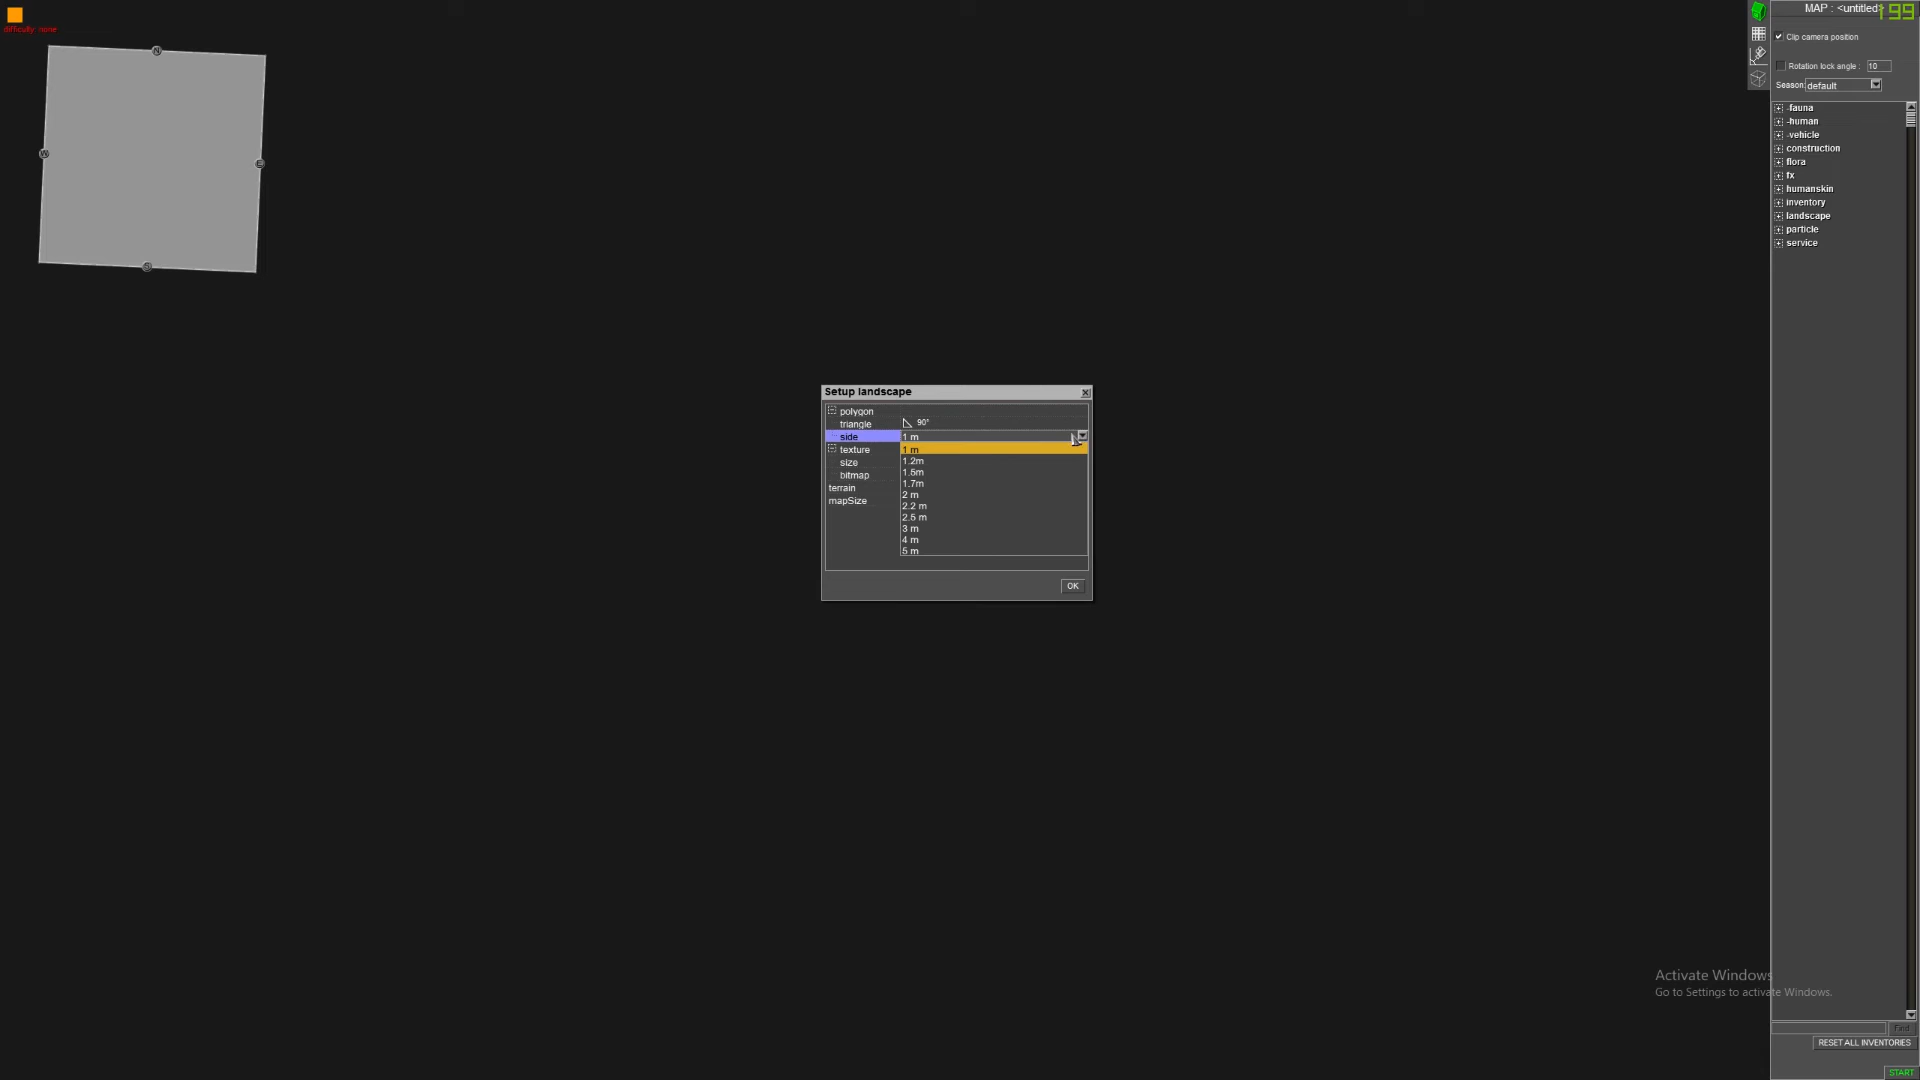 difficulty: none
N
W
E
S
MAP : <untitled>
199
Clip camera position
Rotation lock angle : 10
Season: default
-fauna
-human
-vehicle
construction
flora
fx
humanskin
inventory
landscape
particle
service
Setup landscape
polygon
triangle 90°
side 1 m
texture 1 m
1.2m
size
1.5m
bitmap
1.7m
terrain
2 m
mapSize
2.2 m
2.5 m
3 m
4 m
5 m
OK
Activate Windows
Go to Settings to activate Windows.
Find
RESET ALL INVENTORIES
START